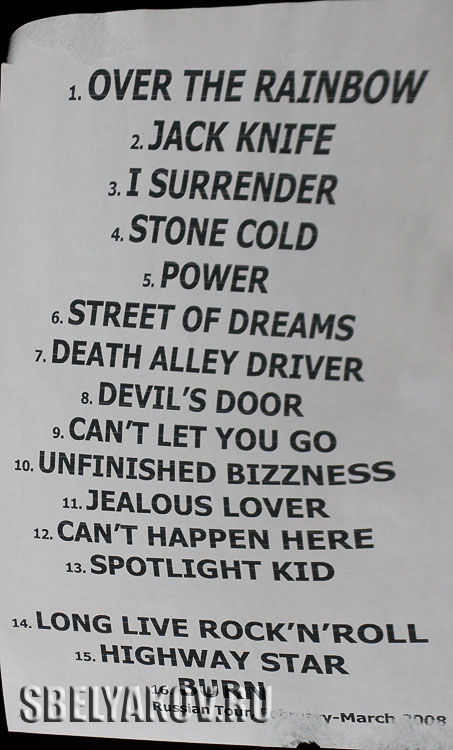 1. OVER THE RAINBOW
2. JACK KNIFE
3. I SURRENDER
4. STONE COLD
5. POWER
6. STREET OF DREAMS
7. DEATH ALLEY DRIVER
8. DEVIL'S DOOR
9. CAN'T LET YOU GO
10. UNFINISHED BIZZNESS
11. JEALOUS LOVER
12. CAN'T HAPPEN HERE
13. SPOTLIGHT KID
14. LONG LIVE ROCK'N'ROLL
15. HIGHWAY STAR
16. BURN
Russian Tour February-March 2008
SBELYAKOV.RU